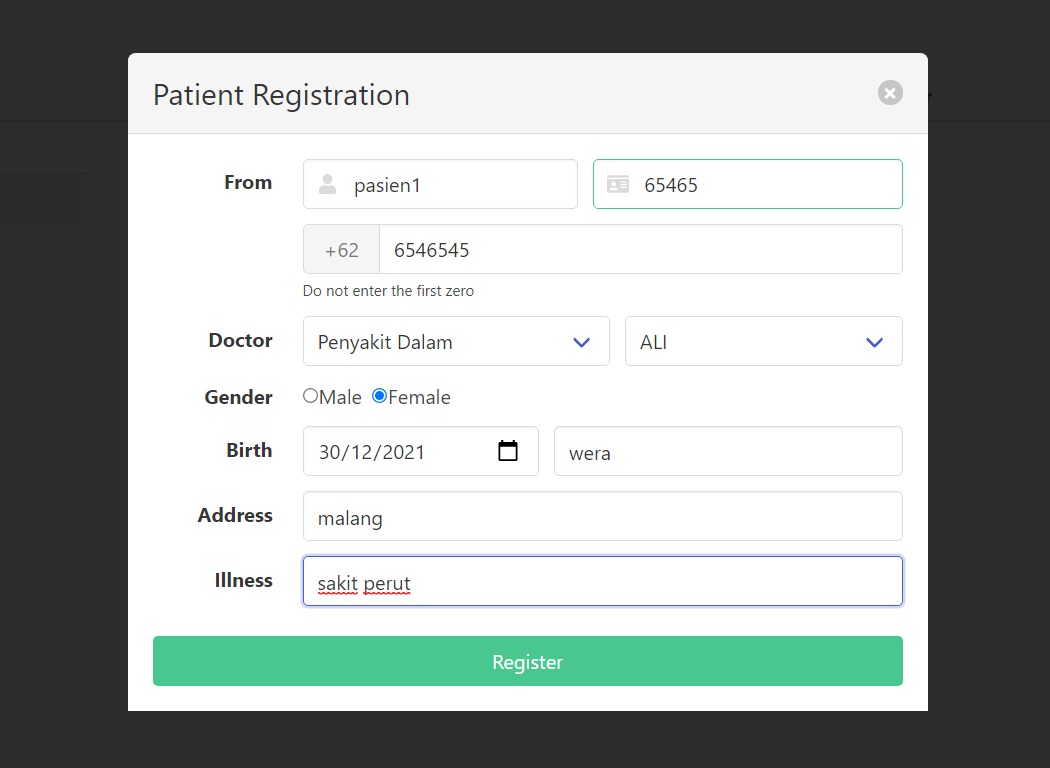 Patient Registration
From pasien1 65465
+62 6546545
Do not enter the first zero
Doctor Penyakit Dalam ALI
Gender Male Female
Birth 30/12/2021 wera
Address malang
Illness sakit perut
Register